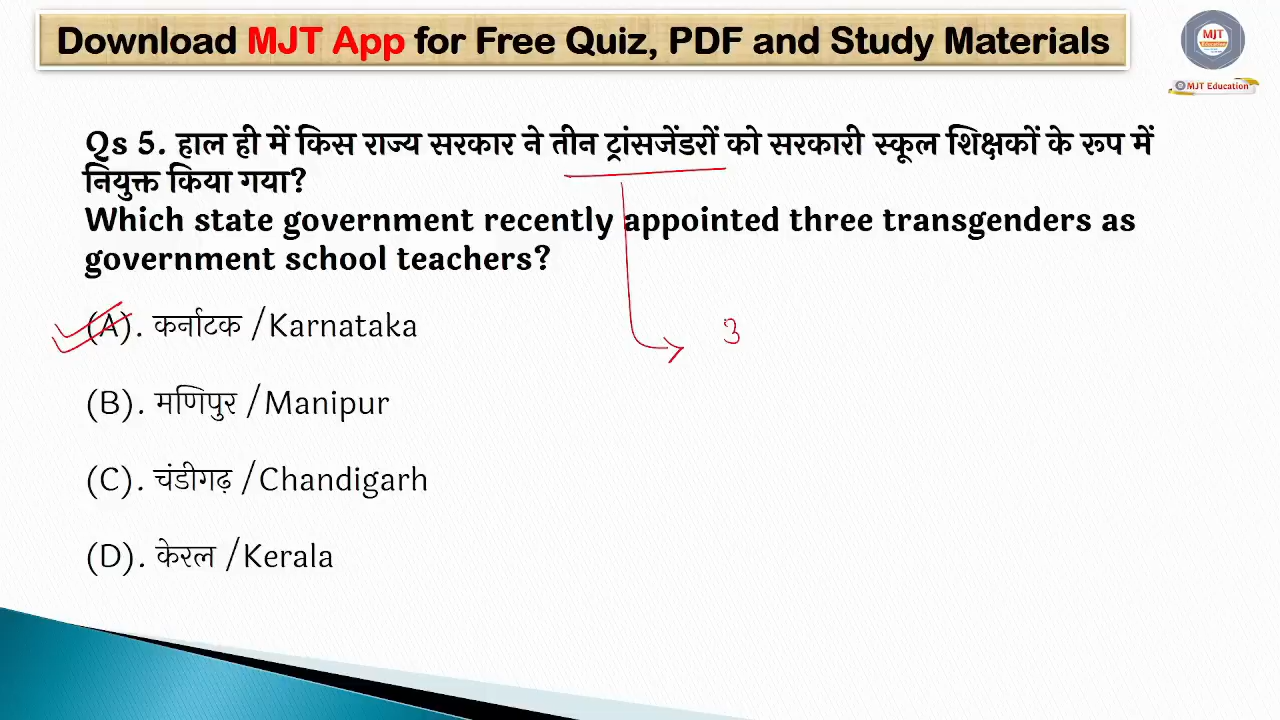 Download MJT App for Free Quiz, PDF and Study Materials
MJT
Education
MJT Education
Qs 5. हाल ही में किस राज्य सरकार ने तीन ट्रांसजेंडरों को सरकारी स्कूल शिक्षकों के रूप में
नियुक्त किया गया?
Which state government recently appointed three transgenders as
government school teachers?
(A). कर्नाटक /Karnataka
3
(B). मणिपुर /Manipur
(C). चंडीगढ़ /Chandigarh
(D). केरल /Kerala